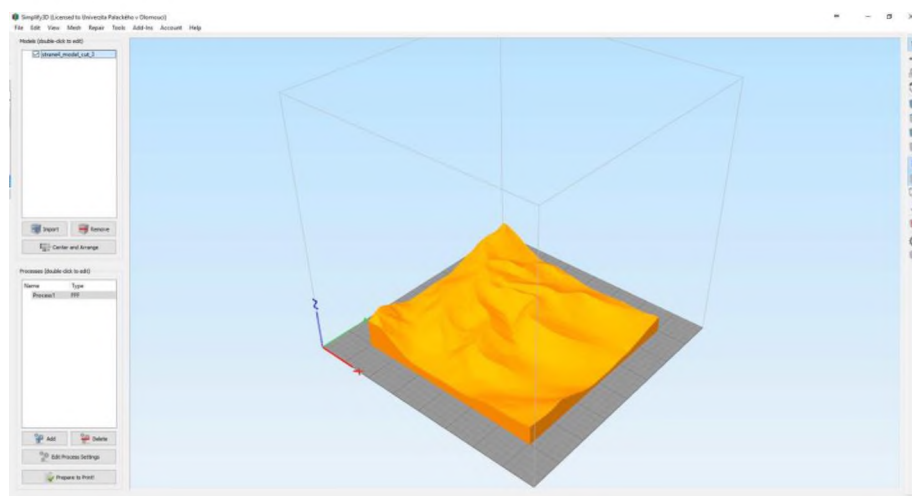 Simplify3D (Licensed to Univerzita Palackého v Olomouci)
File Edit View Mesh Repair Tools Add-Ins Account Help
Models (double-click to edit)
Import Remove
Center and Arrange
Processes (double-click to edit)
Name Type
Process1 FFF
Add Delete
Edit Process Settings
Prepare to Print!
Z
X